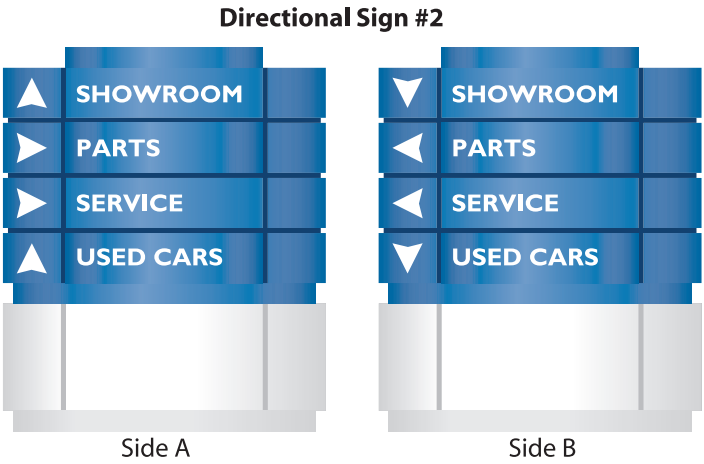 Directional Sign #2
SHOWROOM
PARTS
SERVICE
USED CARS
Side A
SHOWROOM
PARTS
SERVICE
USED CARS
Side B